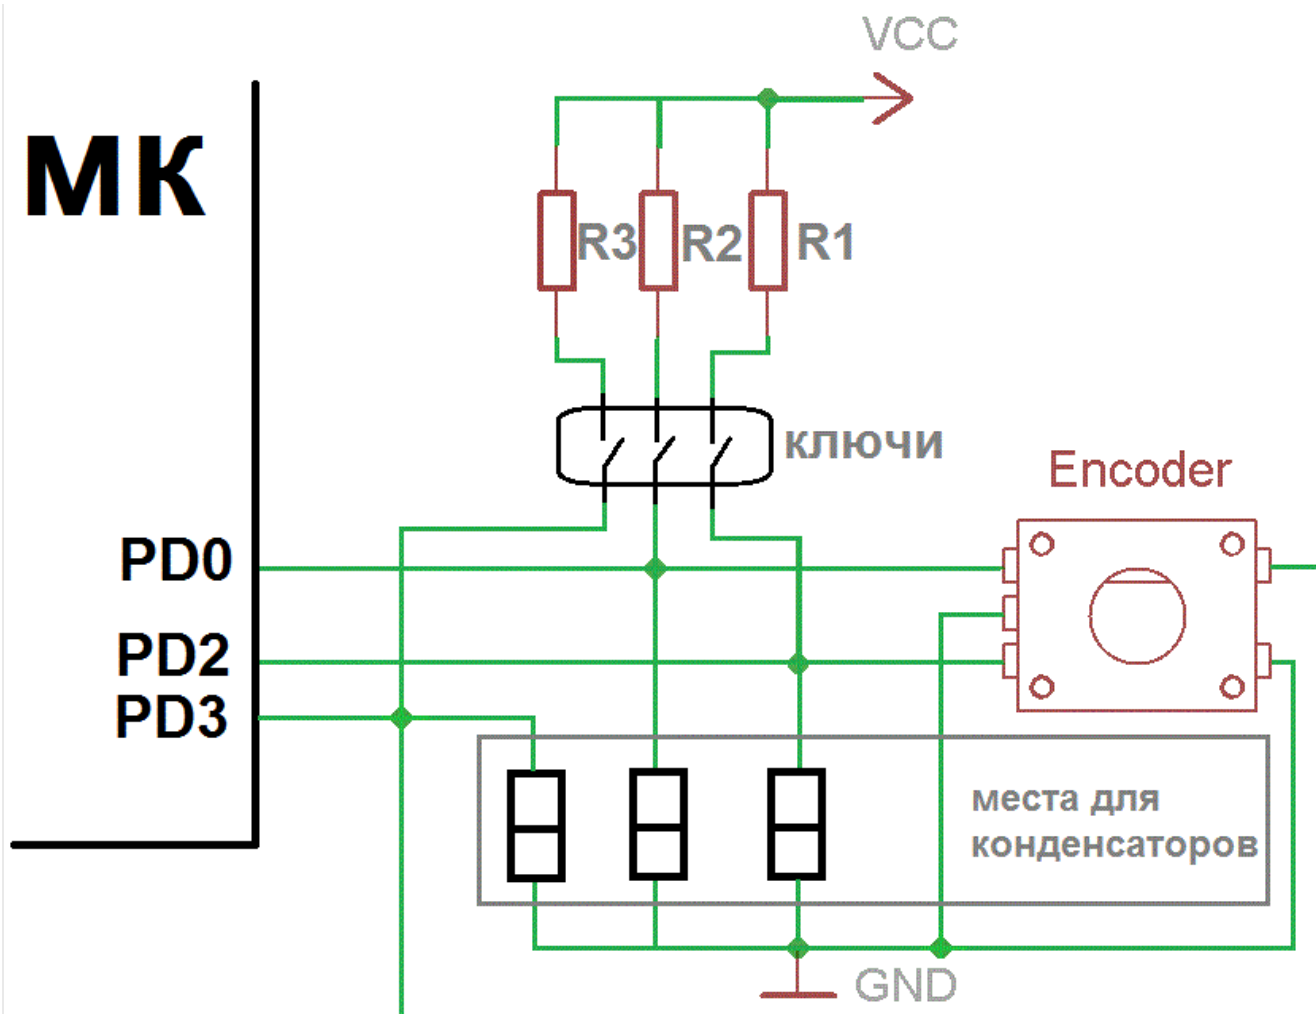 VCC
МК
R3
R2
R1
ключи
Encoder
PD0
PD2
PD3
места для
конденсаторов
GND